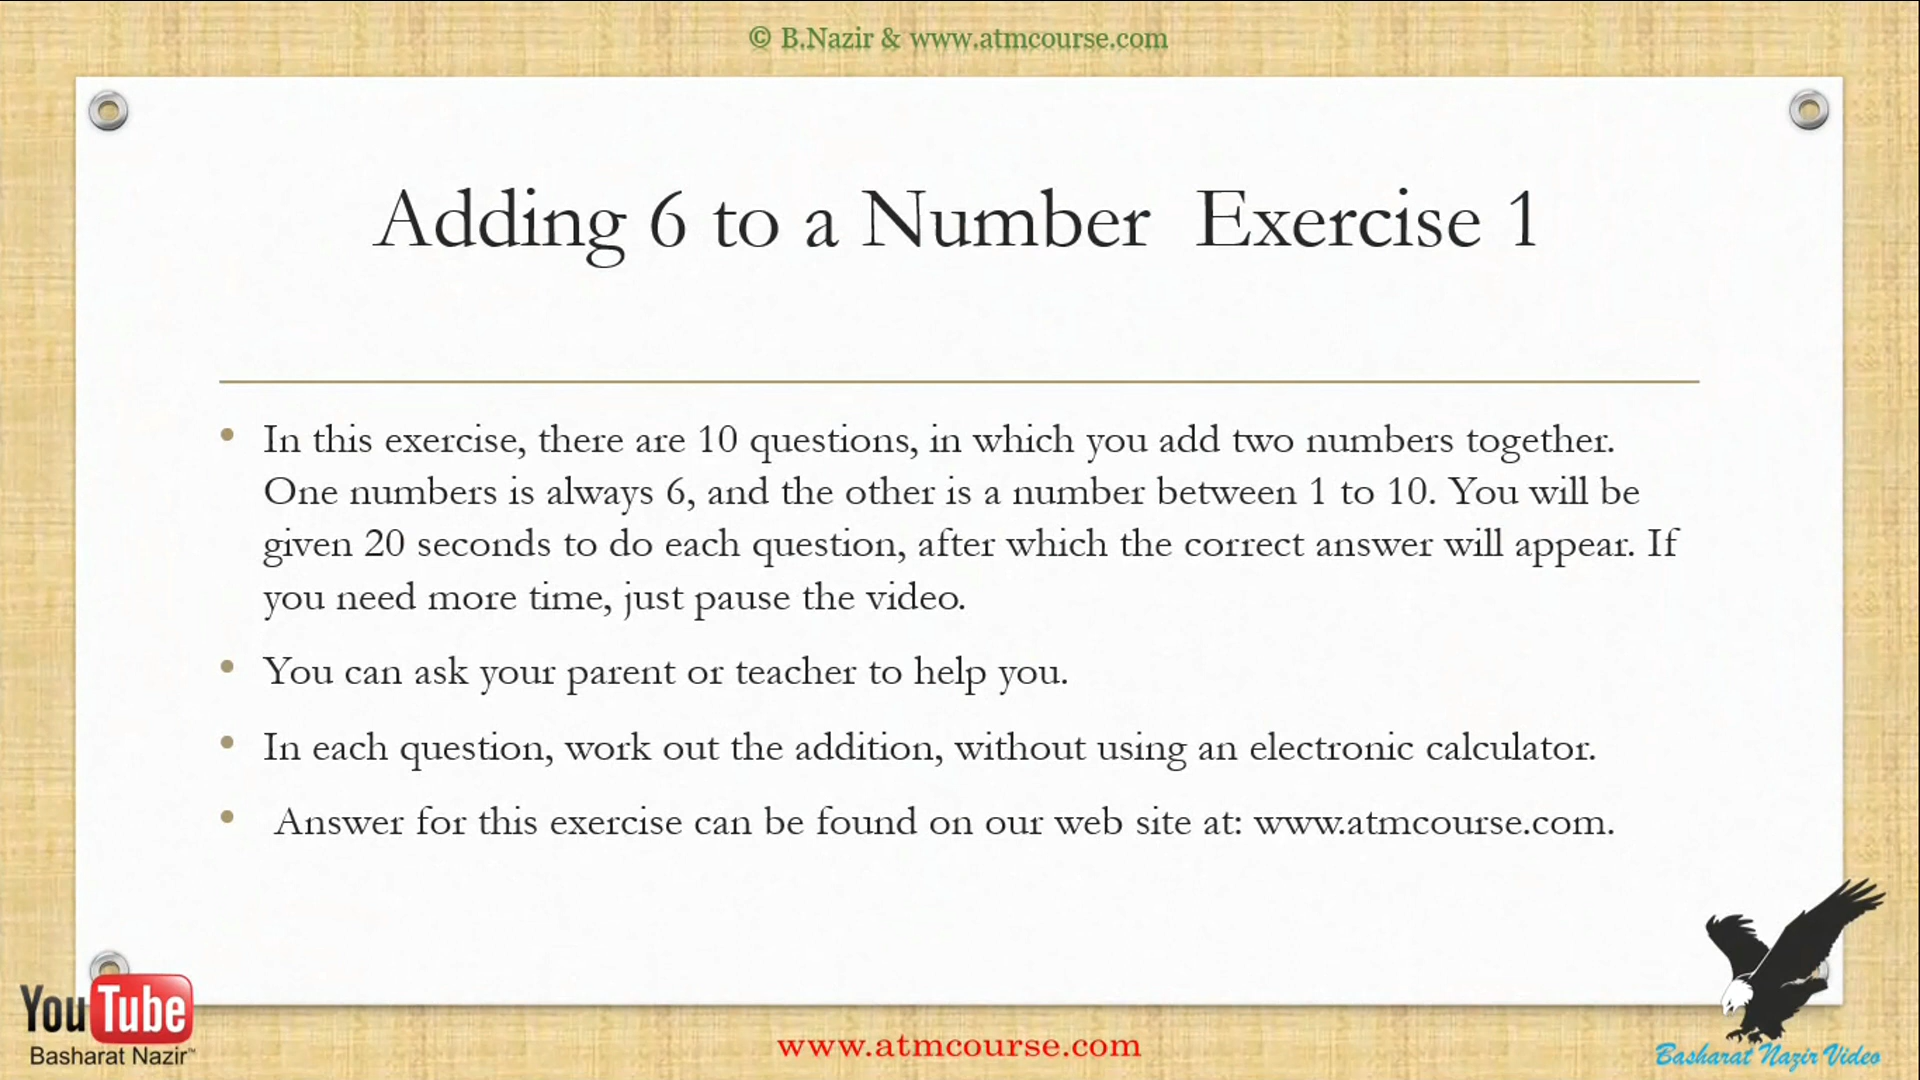 © B.Nazir & www.atmcourse.com
Adding 6 to a Number  Exercise 1
• In this exercise, there are 10 questions, in which you add two numbers together.
One numbers is always 6, and the other is a number between 1 to 10. You will be
given 20 seconds to do each question, after which the correct answer will appear. If
you need more time, just pause the video.
• You can ask your parent or teacher to help you.
• In each question, work out the addition, without using an electronic calculator.
• Answer for this exercise can be found on our web site at: www.atmcourse.com.
YouTube
Basharat Nazir™
www.atmcourse.com
Basharat Nazir Video